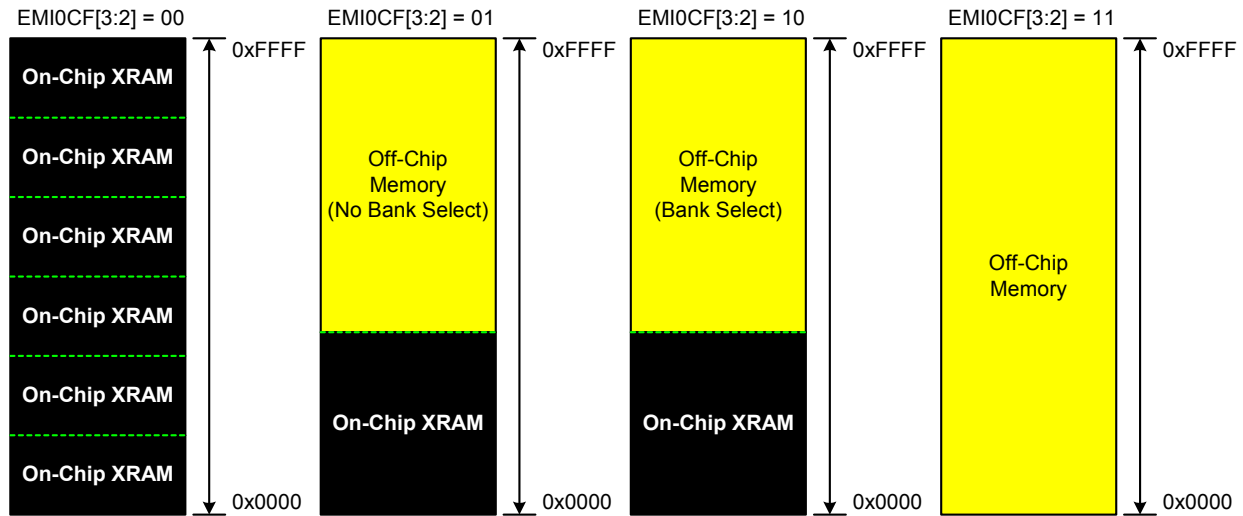 EMI0CF[3:2] = 00
On-Chip XRAM
On-Chip XRAM
On-Chip XRAM
On-Chip XRAM
On-Chip XRAM
On-Chip XRAM
0xFFFF
0x0000
EMI0CF[3:2] = 01
Off-Chip
Memory
(No Bank Select)
On-Chip XRAM
0xFFFF
0x0000
EMI0CF[3:2] = 10
Off-Chip
Memory
(Bank Select)
On-Chip XRAM
0xFFFF
0x0000
EMI0CF[3:2] = 11
Off-Chip
Memory
0xFFFF
0x0000